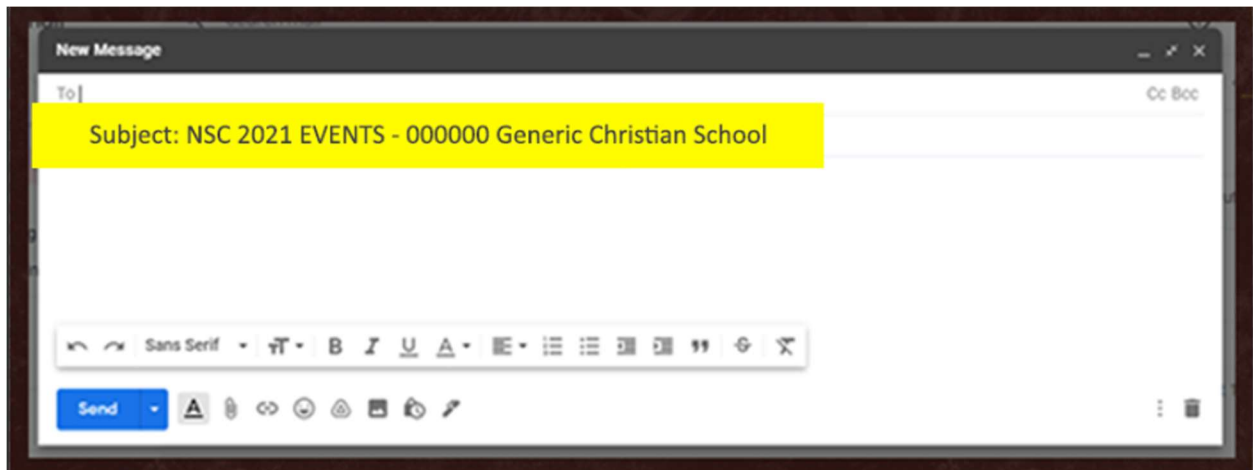 New Message
To
Cc Bcc
Subject: NSC 2021 EVENTS - 000000 Generic Christian School
Sans Serif
Send